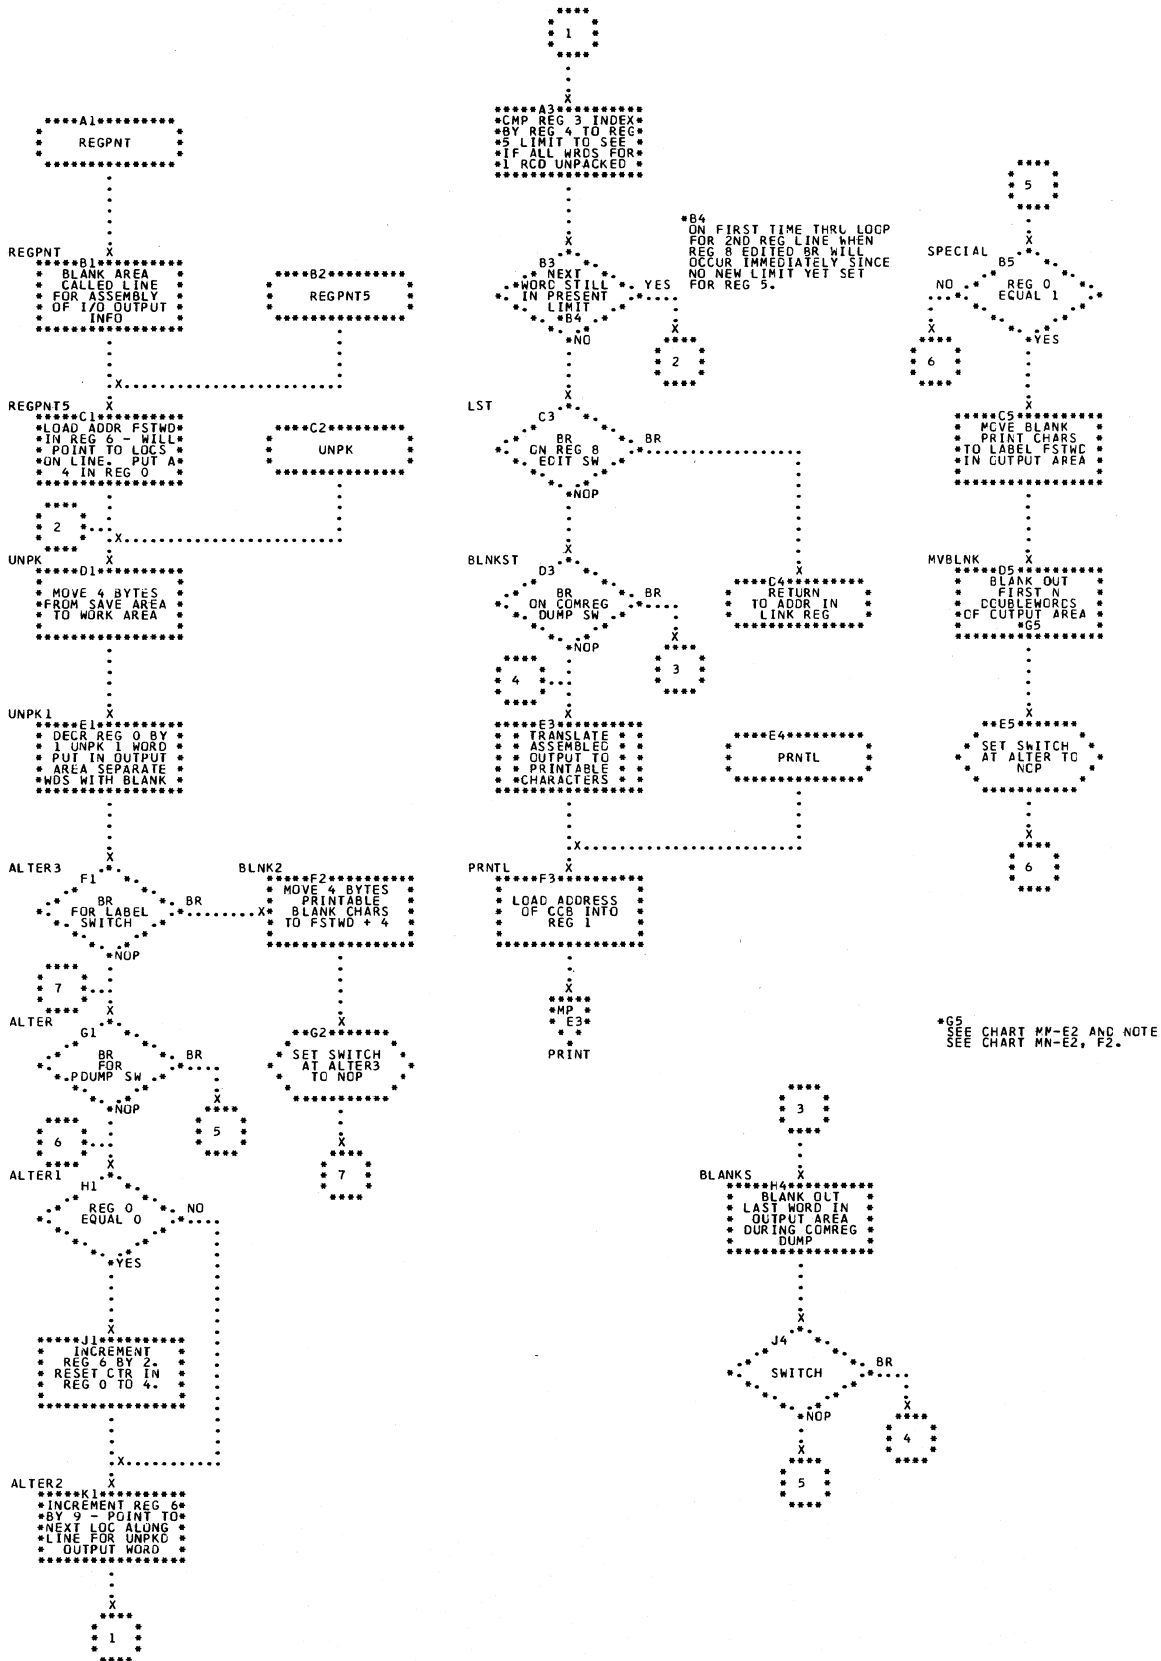 A1
REGPNT
REGPNT
B1
BLANK AREA
CALLED LINE
FOR ASSEMBLY
OF I/O OUTPUT
INFO
B2
REGPNT5
REGPNT5
C1
LOAD ADDR FSTWD
IN REG 6 - WILL
POINT TO LOCS
ON LINE. PUT A
4 IN REG 0
C2
UNPK
2
UNPK
D1
MOVE 4 BYTES
FROM SAVE AREA
TO WORK AREA
UNPK1
E1
DECR REG 0 BY
1 UNPK 1 WORD
PUT IN OUTPUT
AREA SEPARATE
WDS WITH BLANK
ALTER3
F1
BR
FOR LABEL
SWITCH
BR
NOP
BLNK2
F2
MOVE 4 BYTES
PRINTABLE
BLANK CHARS
TO FSTWD + 4
7
ALTER
G1
BR
FOR
PDUMP SW
BR
NOP
5
G2
SET SWITCH
AT ALTER3
TO NOP
7
6
ALTER1
H1
REG 0
EQUAL 0
NO
YES
J1
INCREMENT
REG 6 BY 2.
RESET CTR IN
REG 0 TO 4.
ALTER2
K1
INCREMENT REG 6
BY 9 - POINT TO
NEXT LOC ALONG
LINE FOR UNPKD
OUTPUT WORD
1
1
A3
CMP REG 3 INDEX
BY REG 4 TO REG
5 LIMIT TO SEE
IF ALL WRDS FOR
1 RCD UNPACKED
B3
NEXT
WORD STILL
IN PRESENT
LIMIT
*B4
YES
NO
2
*B4
ON FIRST TIME THRU LOOP
FOR 2ND REG LINE WHEN
REG 8 EDITED BR WILL
OCCUR IMMEDIATELY SINCE
NO NEW LIMIT YET SET
FOR REG 5.
LST
C3
BR
ON REG 8
EDIT SW
BR
NOP
C4
RETURN
TO ADDR IN
LINK REG
BLNKST
D3
BR
ON COMREG
DUMP SW
BR
NOP
3
4
E3
TRANSLATE
ASSEMBLED
OUTPUT TO
PRINTABLE
CHARACTERS
E4
PRNTL
PRNTL
F3
LOAD ADDRESS
OF CCB INTO
REG 1
*MP
E3*
PRINT
3
BLANKS
H4
BLANK OUT
LAST WORD IN
OUTPUT AREA
DURING COMREG
DUMP
J4
SWITCH
BR
NOP
4
5
5
SPECIAL
B5
REG 0
EQUAL 1
NO
YES
6
C5
MOVE BLANK
PRINT CHARS
TO LABEL FSTWD
IN OUTPUT AREA
MVBLNK
D5
BLANK OUT
FIRST N
DOUBLEWORDS
OF OUTPUT AREA
*G5
E5
SET SWITCH
AT ALTER TO
NOP
6
*G5
SEE CHART MM-E2 AND NOTE
SEE CHART MN-E2, F2.